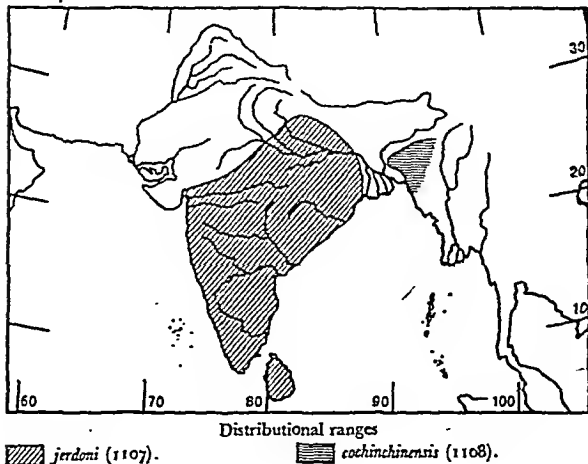 30
20
10
60 70 80 90 100
Distributional ranges
jerdoni (1107). cochinchinensis (1108).